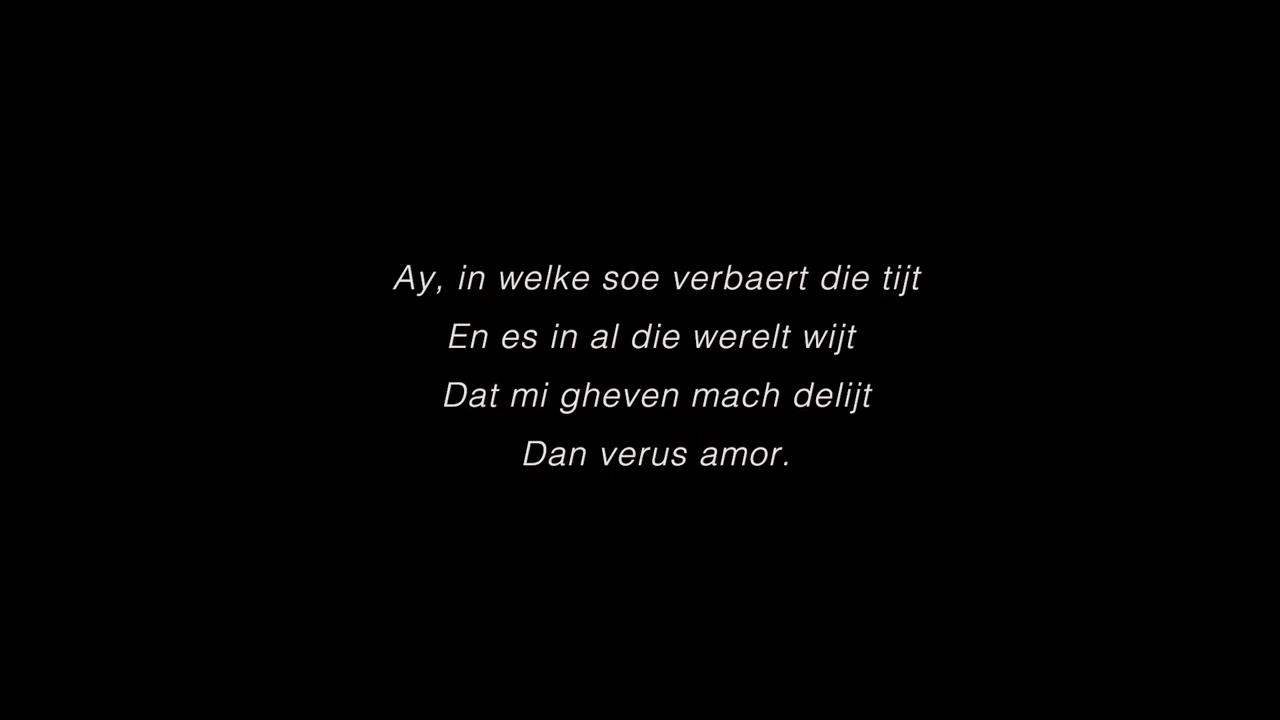 Ay, in welke soe verbaert die tijt
En es in al die werelt wijt
Dat mi gheven mach delijt
Dan verus amor.